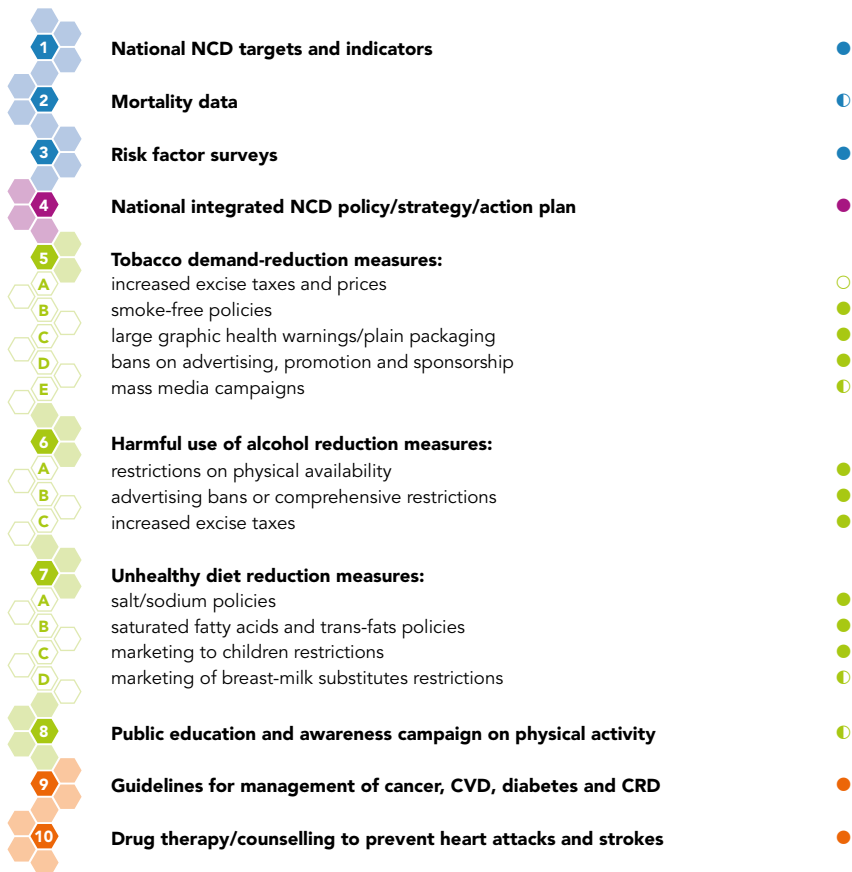 1 National NCD targets and indicators
2 Mortality data
3 Risk factor surveys
4 National integrated NCD policy/strategy/action plan
5 Tobacco demand-reduction measures:
A increased excise taxes and prices
B smoke-free policies
C large graphic health warnings/plain packaging
D bans on advertising, promotion and sponsorship
E mass media campaigns
6 Harmful use of alcohol reduction measures:
A restrictions on physical availability
B advertising bans or comprehensive restrictions
C increased excise taxes
7 Unhealthy diet reduction measures:
A salt/sodium policies
B saturated fatty acids and trans-fats policies
C marketing to children restrictions
D marketing of breast-milk substitutes restrictions
8 Public education and awareness campaign on physical activity
9 Guidelines for management of cancer, CVD, diabetes and CRD
10 Drug therapy/counselling to prevent heart attacks and strokes